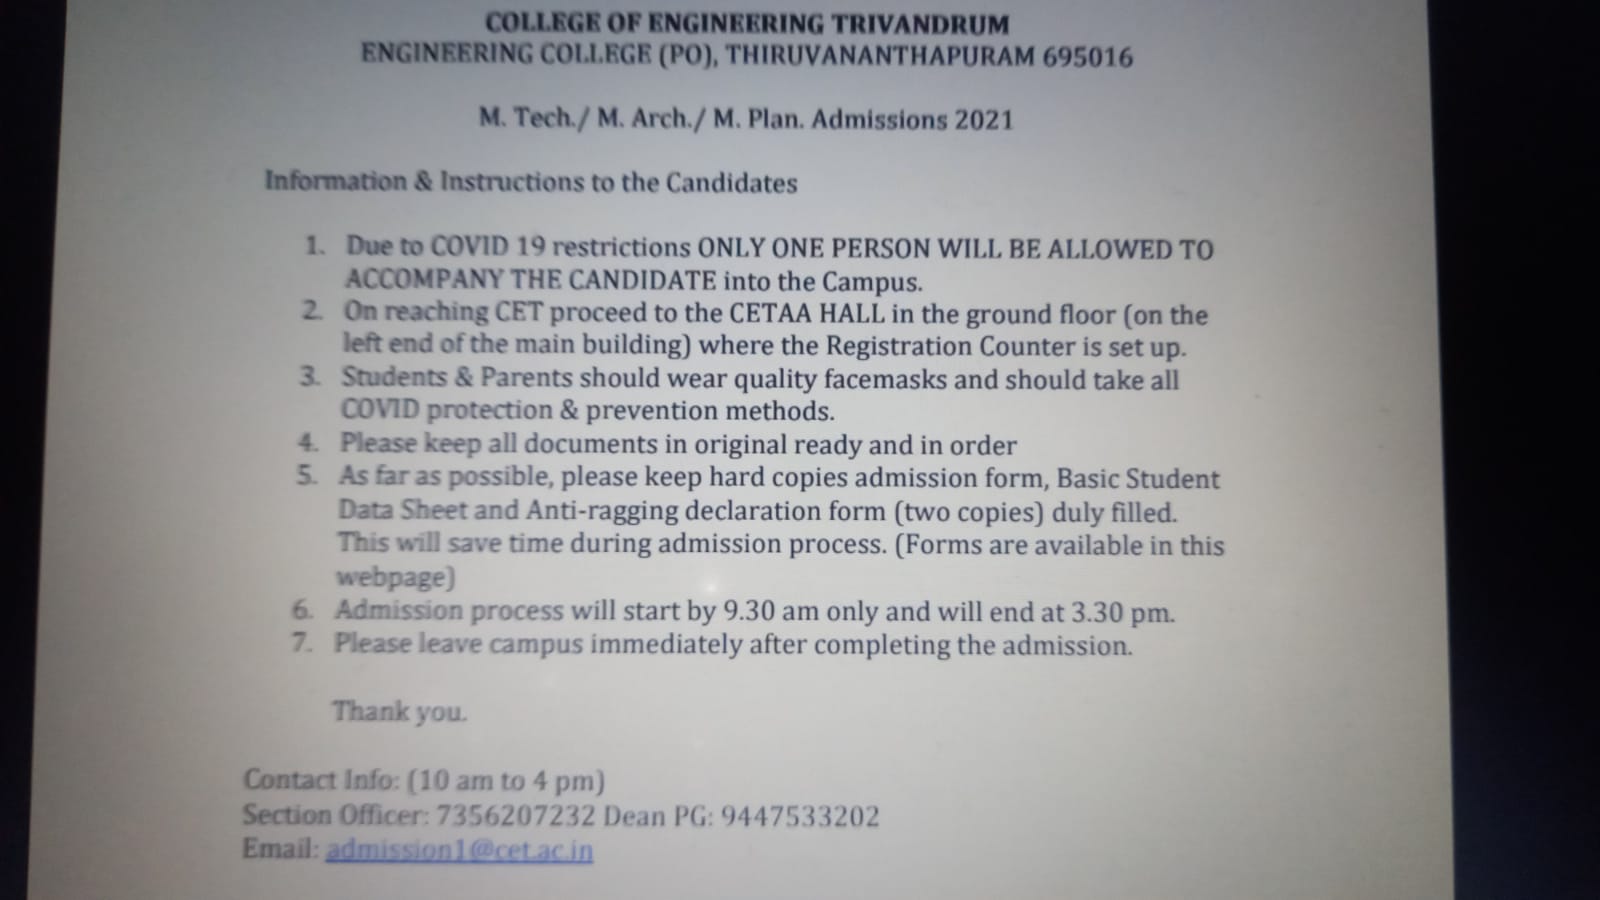 COLLEGE OF ENGINEERING TRIVANDRUM
ENGINEERING COLLEGE (PO), THIRUVANANTHAPURAM 695016
M. Tech./ M. Arch./ M. Plan. Admissions 2021
Information & Instructions to the Candidates
1. Due to COVID 19 restrictions ONLY ONE PERSON WILL BE ALLOWED TO
ACCOMPANY THE CANDIDATE into the Campus.
2. On reaching CET proceed to the CETAA HALL in the ground floor (on the
left end of the main building) where the Registration Counter is set up.
3. Students & Parents should wear quality facemasks and should take all
COVID protection & prevention methods.
4. Please keep all documents in original ready and in order
5. As far as possible, please keep hard copies admission form, Basic Student
Data Sheet and Anti-ragging declaration form (two copies) duly filled.
This will save time during admission process. (Forms are available in this
webpage)
6. Admission process will start by 9.30 am only and will end at 3.30 pm.
7. Please leave campus immediately after completing the admission.
Thank you.
Contact Info: (10 am to 4 pm)
Section Officer: 7356207232 Dean PG: 9447533202
Email: admission1@cet.ac.in